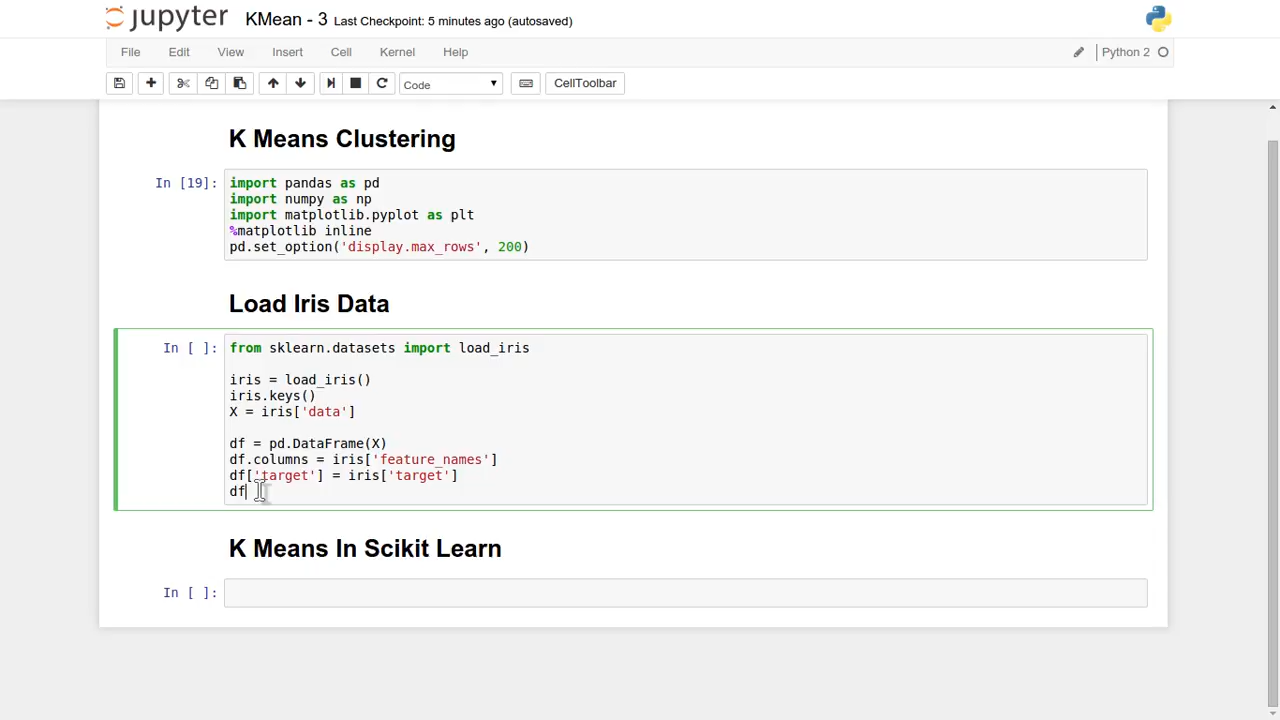 jupyter KMean - 3 Last Checkpoint: 5 minutes ago (autosaved)
File Edit View Insert Cell Kernel Help Python 2
Code CellToolbar
K Means Clustering
In [19]: import pandas as pd
import numpy as np
import matplotlib.pyplot as plt
%matplotlib inline
pd.set_option('display.max_rows', 200)
Load Iris Data
In [ ]: from sklearn.datasets import load_iris
iris = load_iris()
iris.keys()
X = iris['data']
df = pd.DataFrame(X)
df.columns = iris['feature_names']
df['target'] = iris['target']
df
K Means In Scikit Learn
In [ ]: